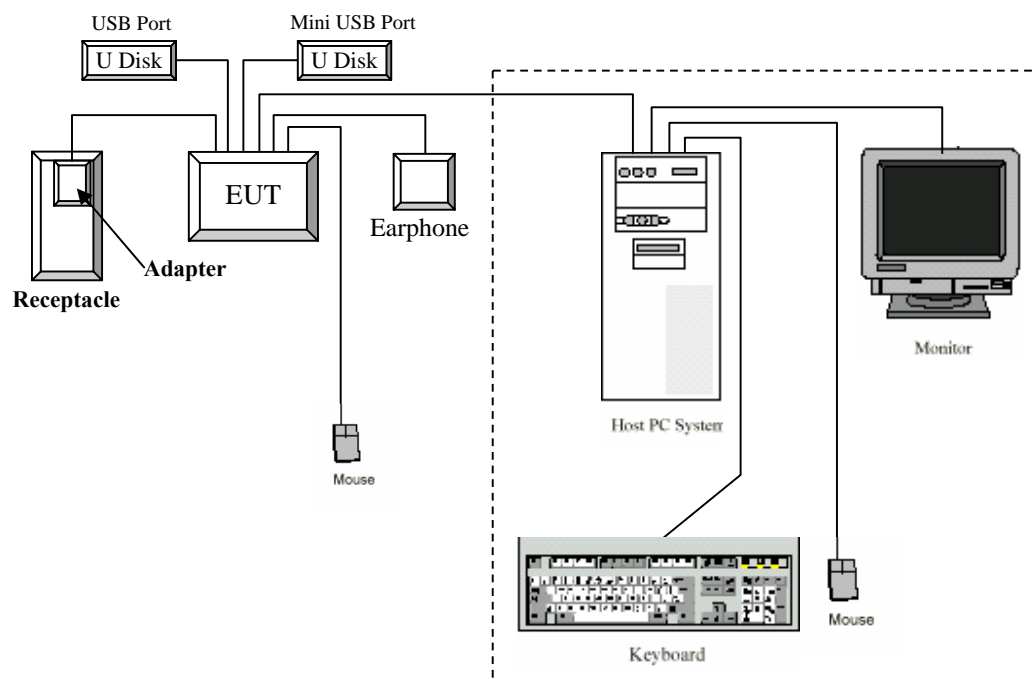 USB Port
Mini USB Port
U Disk
U Disk
EUT
Earphone
Adapter
Receptacle
Monitor
Host PC System
Mouse
Mouse
Keyboard